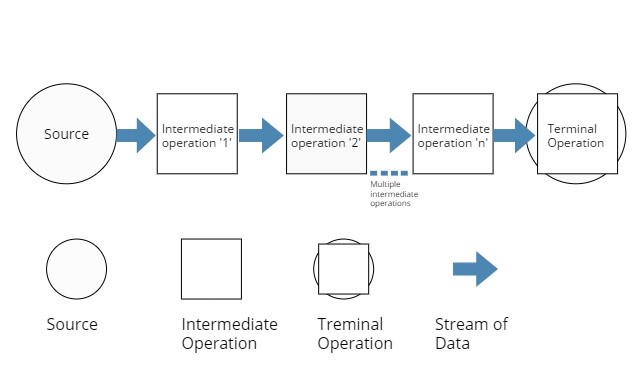 Source
Intermediate
operation '1'
Intermediate
operation '2'
Intermediate
operation 'n'
Terminal
Operation
Multiple
intermediate
operations
Source
Intermediate
Operation
Treminal
Operation
Stream of
Data